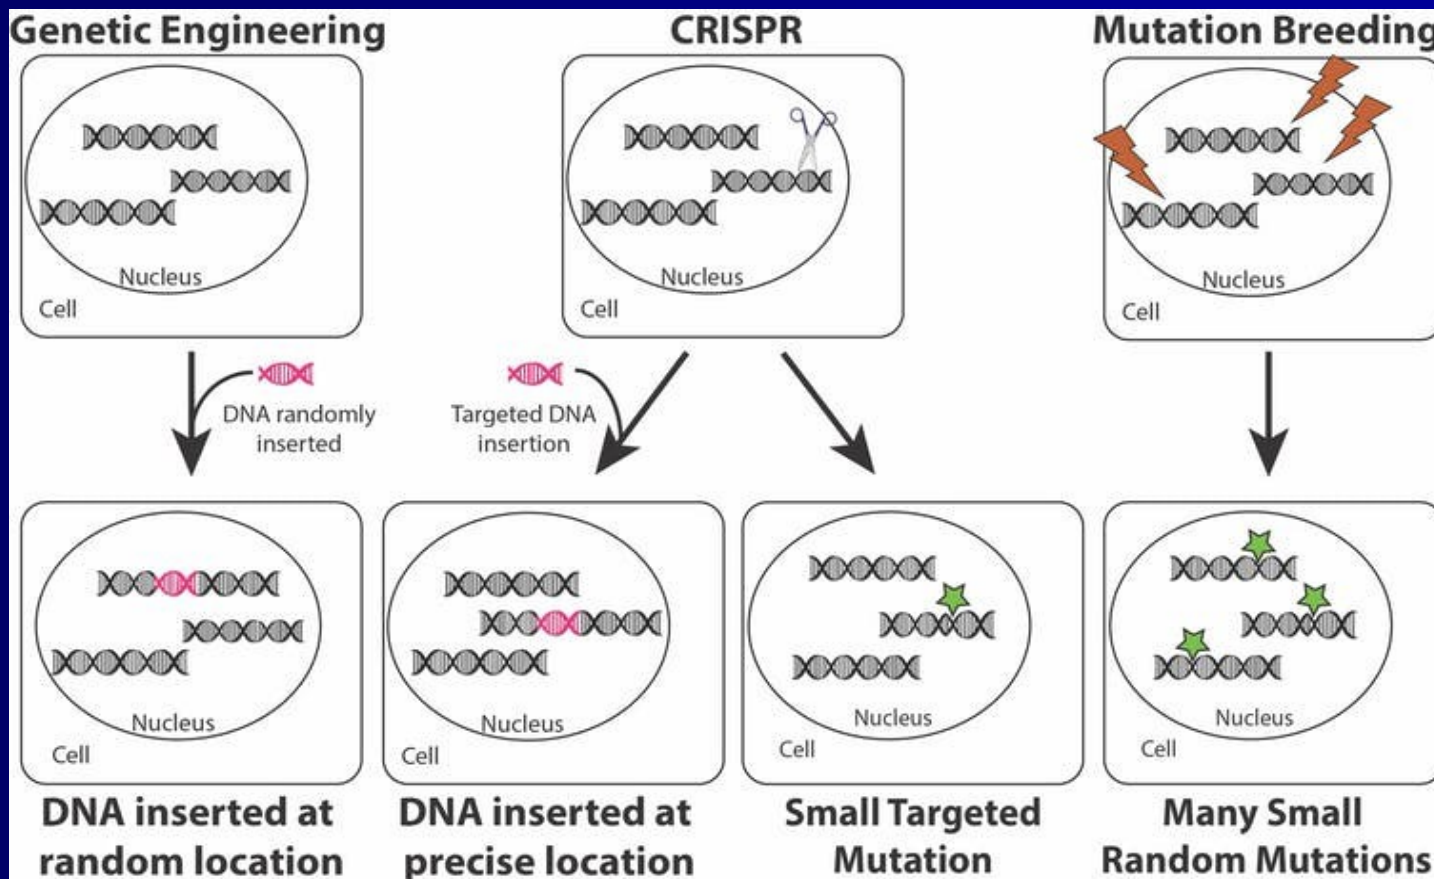 Genetic Engineering
CRISPR
Mutation Breeding
Nucleus
Cell
Nucleus
Cell
Nucleus
Cell
DNA randomly
inserted
Targeted DNA
insertion
Nucleus
Cell
Nucleus
Cell
Nucleus
Cell
Nucleus
Cell
DNA inserted at
random location
DNA inserted at
precise location
Small Targeted
Mutation
Many Small
Random Mutations